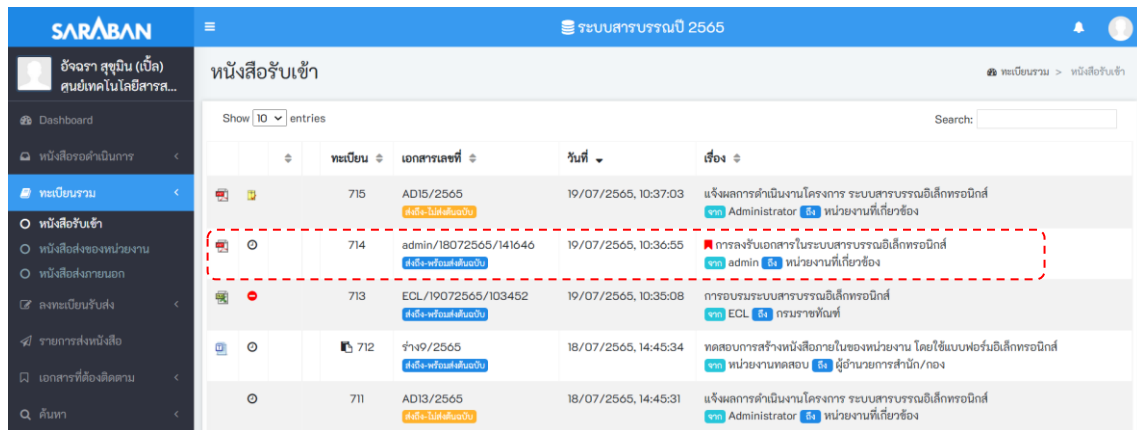 SARABAN
ระบบสารบรรณปี 2565
อัจฉรา สุขุมิน (เปิ้ล)
ศูนย์เทคโนโลยีสารส...
หนังสือรับเข้า
ทะเบียนรวม > หนังสือรับเข้า
Dashboard
หนังสือรอดำเนินการ
ทะเบียนรวม
หนังสือรับเข้า
หนังสือส่งของหน่วยงาน
หนังสือส่งภายนอก
ลงทะเบียนรับส่ง
รายการส่งหนังสือ
เอกสารที่ต้องติดตาม
ค้นหา
Show 10 entries
Search:
ทะเบียน เอกสารเลขที่ วันที่ เรื่อง
715 AD15/2565 19/07/2565, 10:37:03 แจ้งผลการดำเนินงานโครงการ ระบบสารบรรณอิเล็กทรอนิกส์
ส่งถึง-ไม่ส่งต้นฉบับ จาก Administrator ถึง หน่วยงานที่เกี่ยวข้อง
714 admin/18072565/141646 19/07/2565, 10:36:55 การลงรับเอกสารในระบบสารบรรณอิเล็กทรอนิกส์
ส่งถึง-พร้อมส่งต้นฉบับ จาก admin ถึง หน่วยงานที่เกี่ยวข้อง
713 ECL/19072565/103452 19/07/2565, 10:35:08 การอบรมระบบสารบรรณอิเล็กทรอนิกส์
ส่งถึง-พร้อมส่งต้นฉบับ จาก ECL ถึง กรมราชทัณฑ์
712 ร่าง9/2565 18/07/2565, 14:45:34 ทดสอบการสร้างหนังสือภายในของหน่วยงาน โดยใช้แบบฟอร์มอิเล็กทรอนิกส์
ส่งถึง-พร้อมส่งต้นฉบับ จาก หน่วยงานทดสอบ ถึง ผู้อำนวยการสำนัก/กอง
711 AD13/2565 18/07/2565, 14:45:31 แจ้งผลการดำเนินงานโครงการ ระบบสารบรรณอิเล็กทรอนิกส์
ส่งถึง-ไม่ส่งต้นฉบับ จาก Administrator ถึง หน่วยงานที่เกี่ยวข้อง